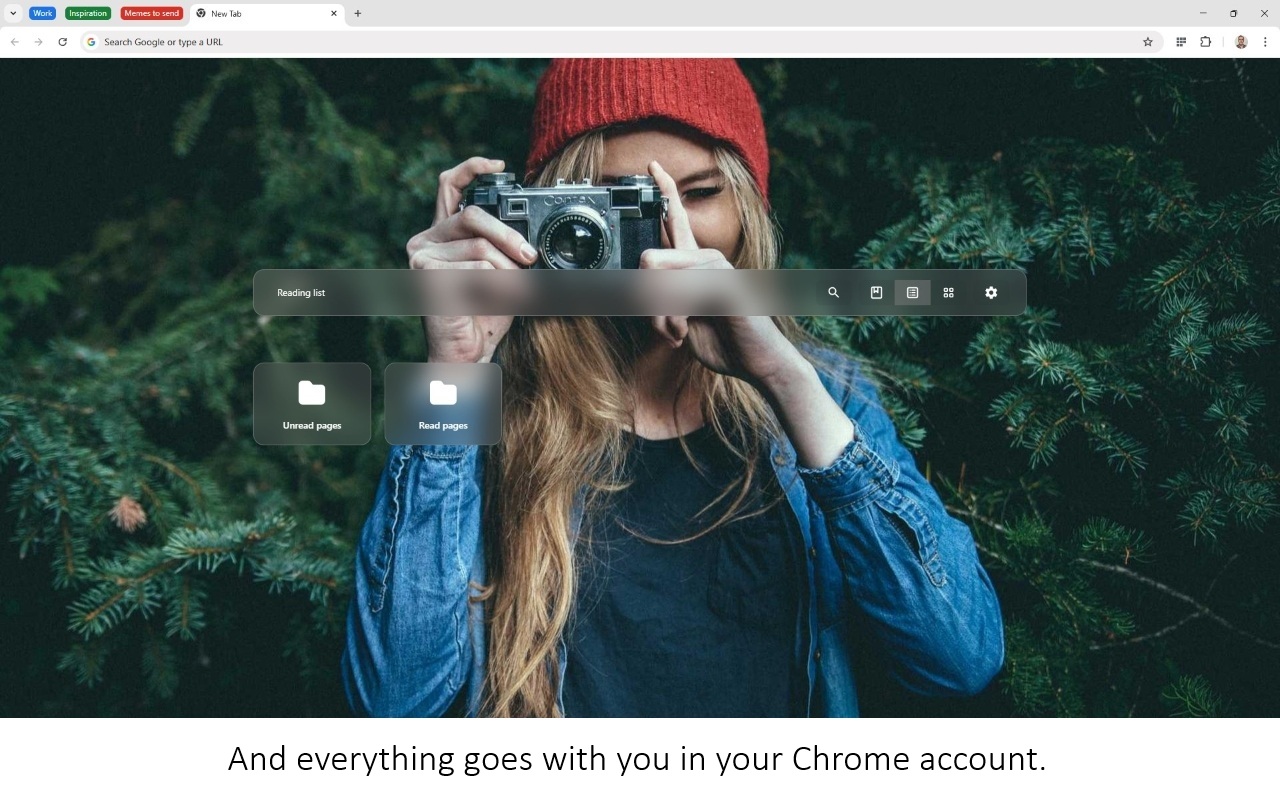 Work Inspiration Memes to send New Tab
Search Google or type a URL
Contax
Reading list
Unread pages Read pages
And everything goes with you in your Chrome account.